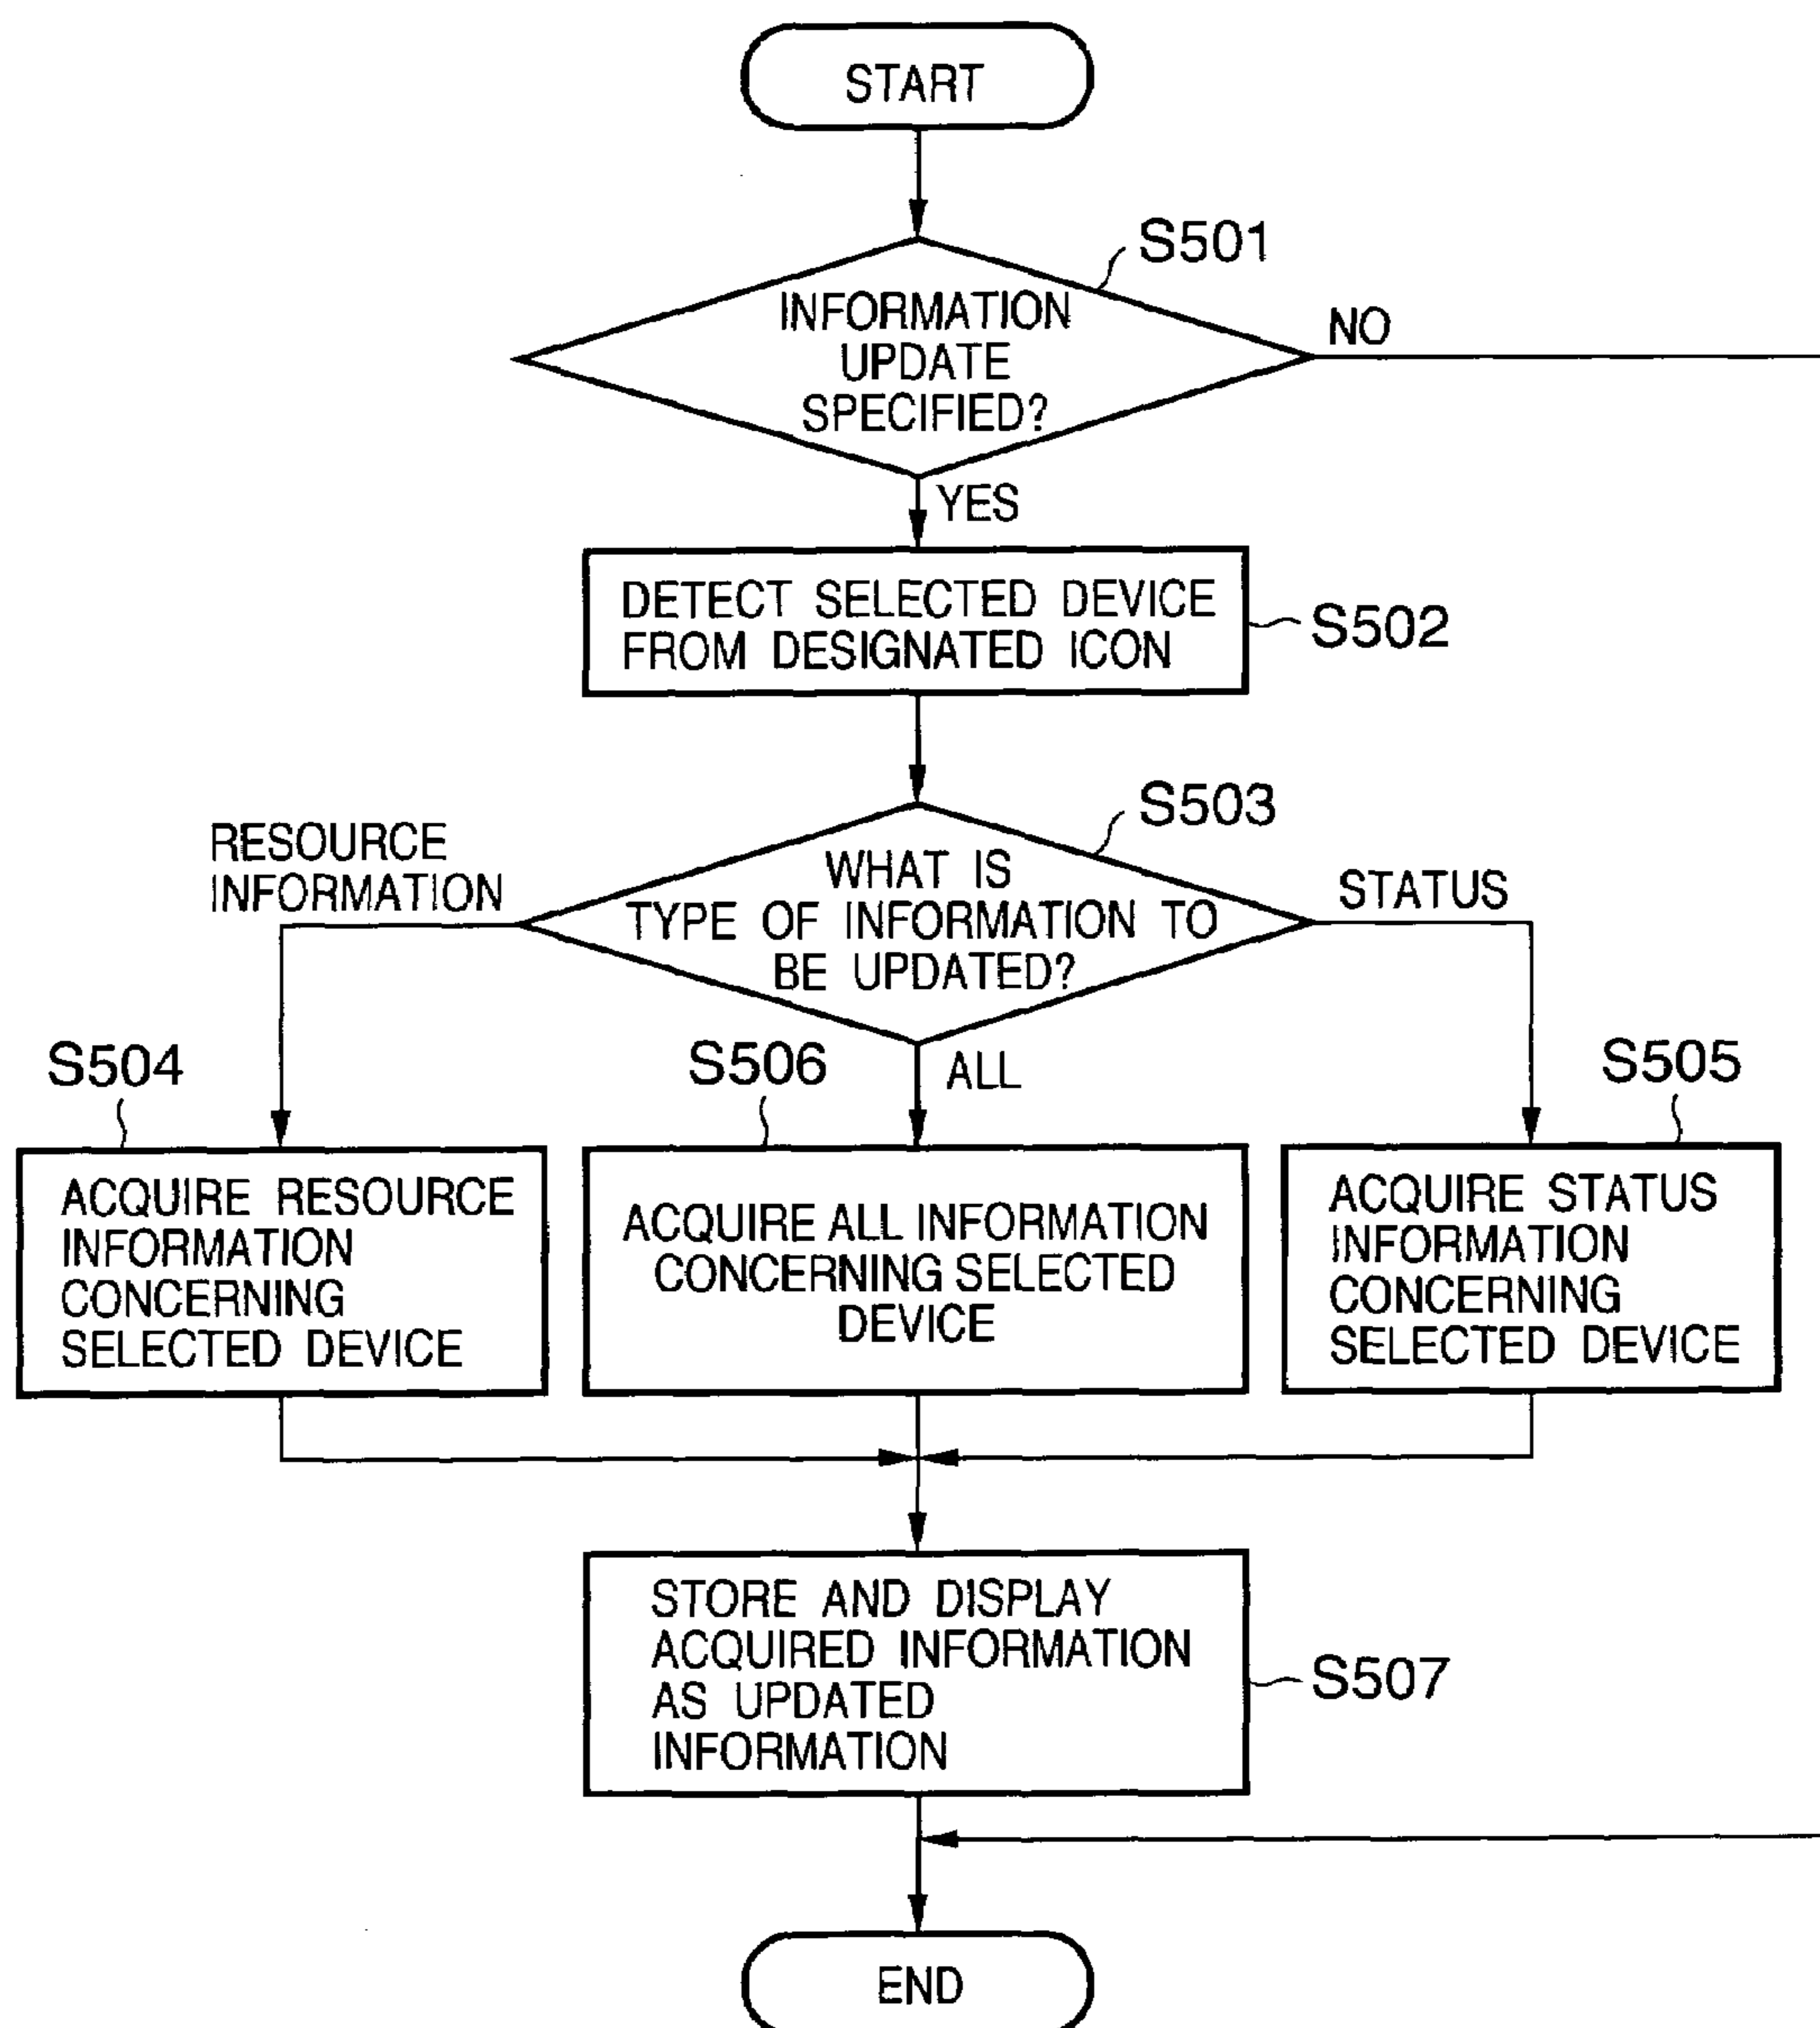 START
S501
INFORMATION
UPDATE
SPECIFIED?
NO
YES
DETECT SELECTED DEVICE
FROM DESIGNATED ICON
S502
S503
RESOURCE
INFORMATION
WHAT IS
TYPE OF INFORMATION TO
BE UPDATED?
STATUS
S504
S506
ALL
S505
ACQUIRE RESOURCE
INFORMATION
CONCERNING
SELECTED DEVICE
ACQUIRE ALL INFORMATION
CONCERNING SELECTED
DEVICE
ACQUIRE STATUS
INFORMATION
CONCERNING
SELECTED DEVICE
STORE AND DISPLAY
ACQUIRED INFORMATION
AS UPDATED
INFORMATION
S507
END